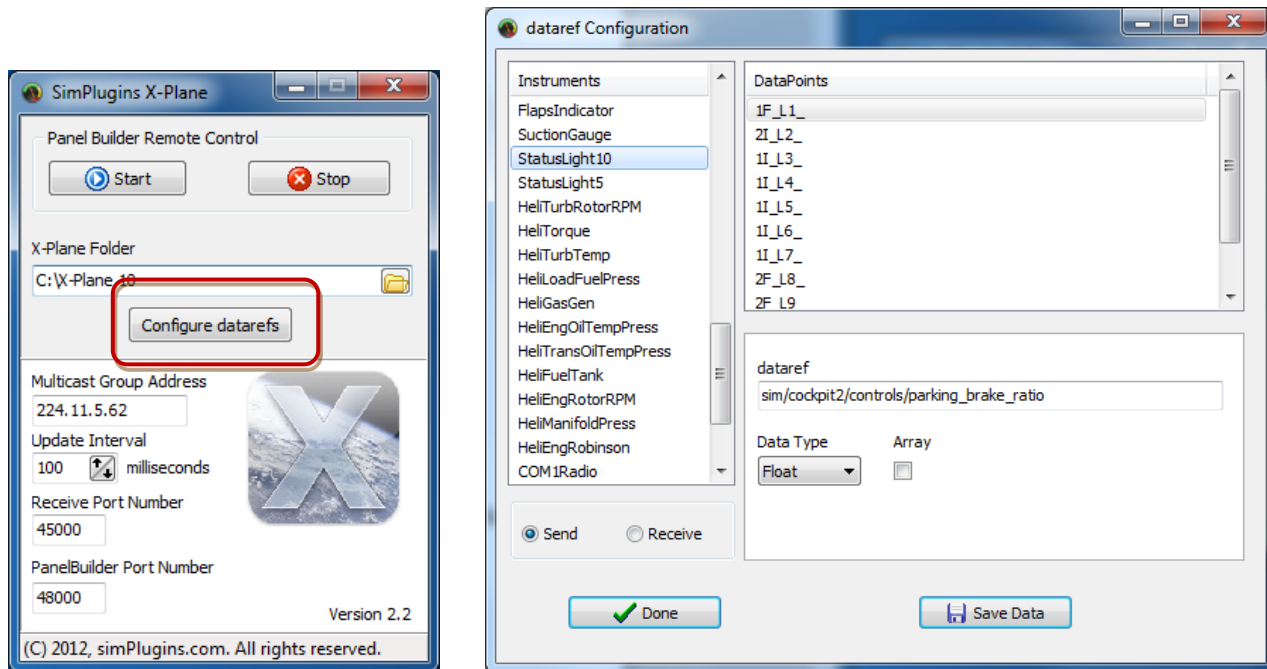 SimPlugins X-Plane
Panel Builder Remote Control
Start
Stop
X-Plane Folder
C:\X-Plane 10
Configure datarefs
Multicast Group Address
224.11.5.62
Update Interval
100 milliseconds
Receive Port Number
45000
PanelBuilder Port Number
48000
Version 2.2
(C) 2012, simPlugins.com. All rights reserved.
dataref Configuration
Instruments
FlapsIndicator
SuctionGauge
StatusLight10
StatusLight5
HeliTurbRotorRPM
HeliTorque
HeliTurbTemp
HeliLoadFuelPress
HeliGasGen
HeliEngOilTempPress
HeliTransOilTempPress
HeliFuelTank
HeliEngRotorRPM
HeliManifoldPress
HeliEngRobinson
COM1Radio
DataPoints
1F_L1_
2I_L2_
1I_L3_
1I_L4_
1I_L5_
1I_L6_
1I_L7_
2F_L8_
2F_L9
dataref
sim/cockpit2/controls/parking_brake_ratio
Data Type
Array
Float
Send
Receive
Done
Save Data